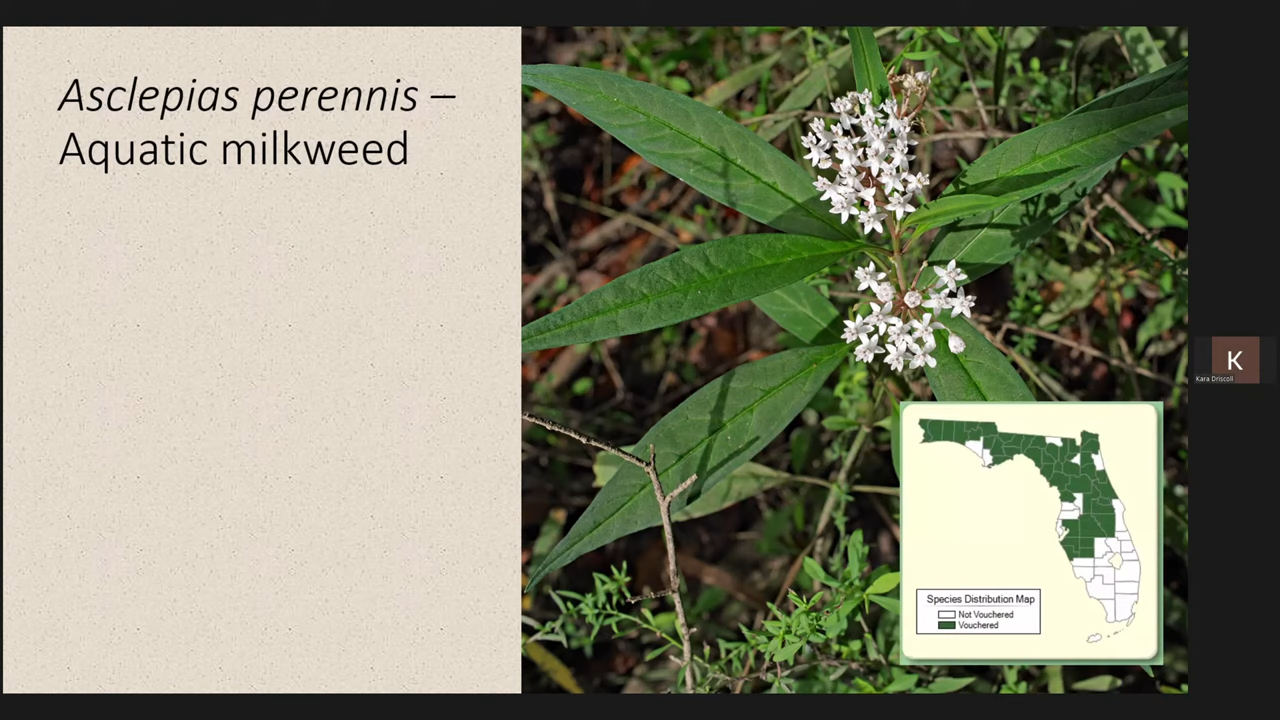 Asclepias perennis –
Aquatic milkweed
Species Distribution Map
Not Vouchered
Vouchered
K
Kara Driscoll